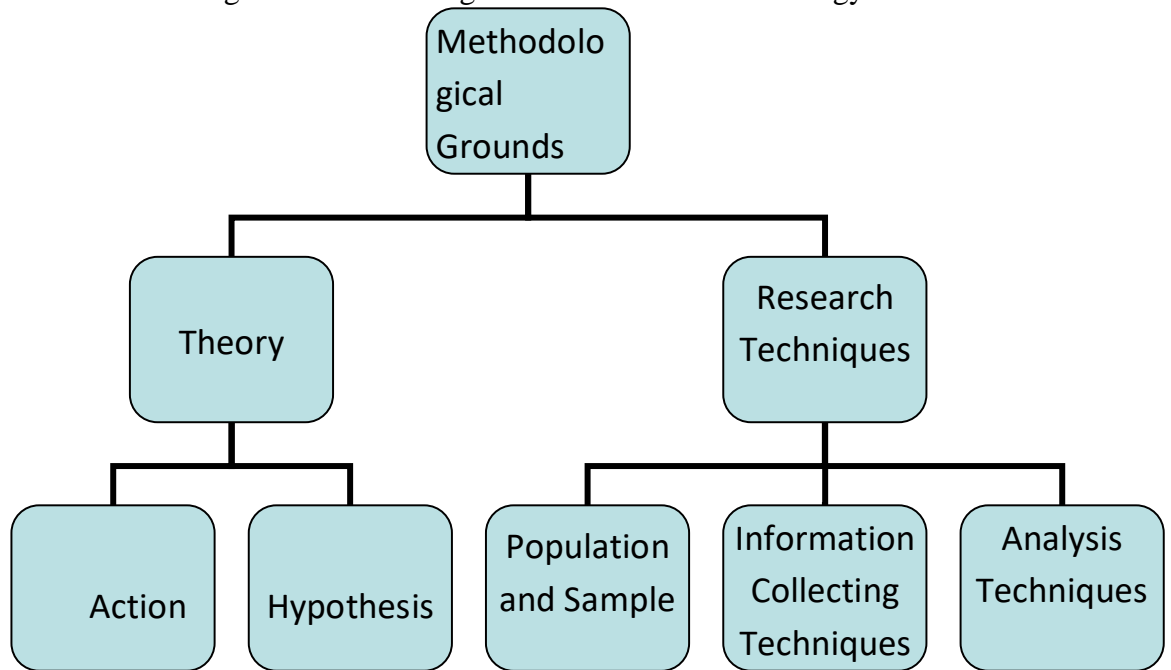 Methodolo
gical
Grounds
Theory
Research
Techniques
Action
Hypothesis
Population
and Sample
Information
Collecting
Techniques
Analysis
Techniques